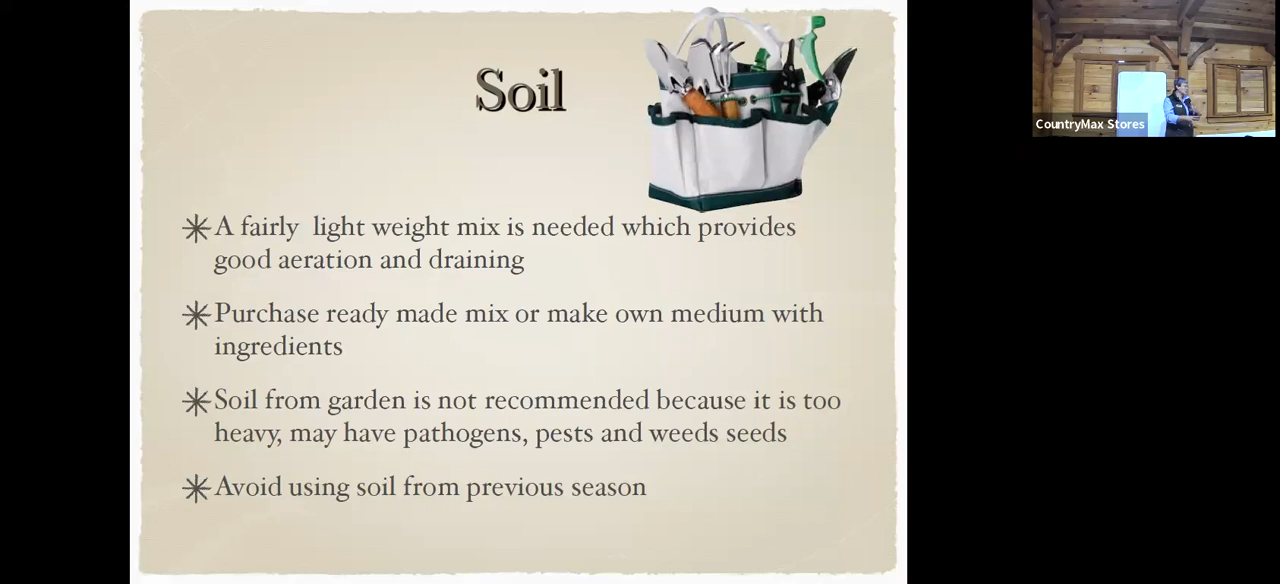 Soil
A fairly  light weight mix is needed which provides
good aeration and draining
Purchase ready made mix or make own medium with
ingredients
Soil from garden is not recommended because it is too
heavy, may have pathogens, pests and weeds seeds
Avoid using soil from previous season
CountryMax Stores